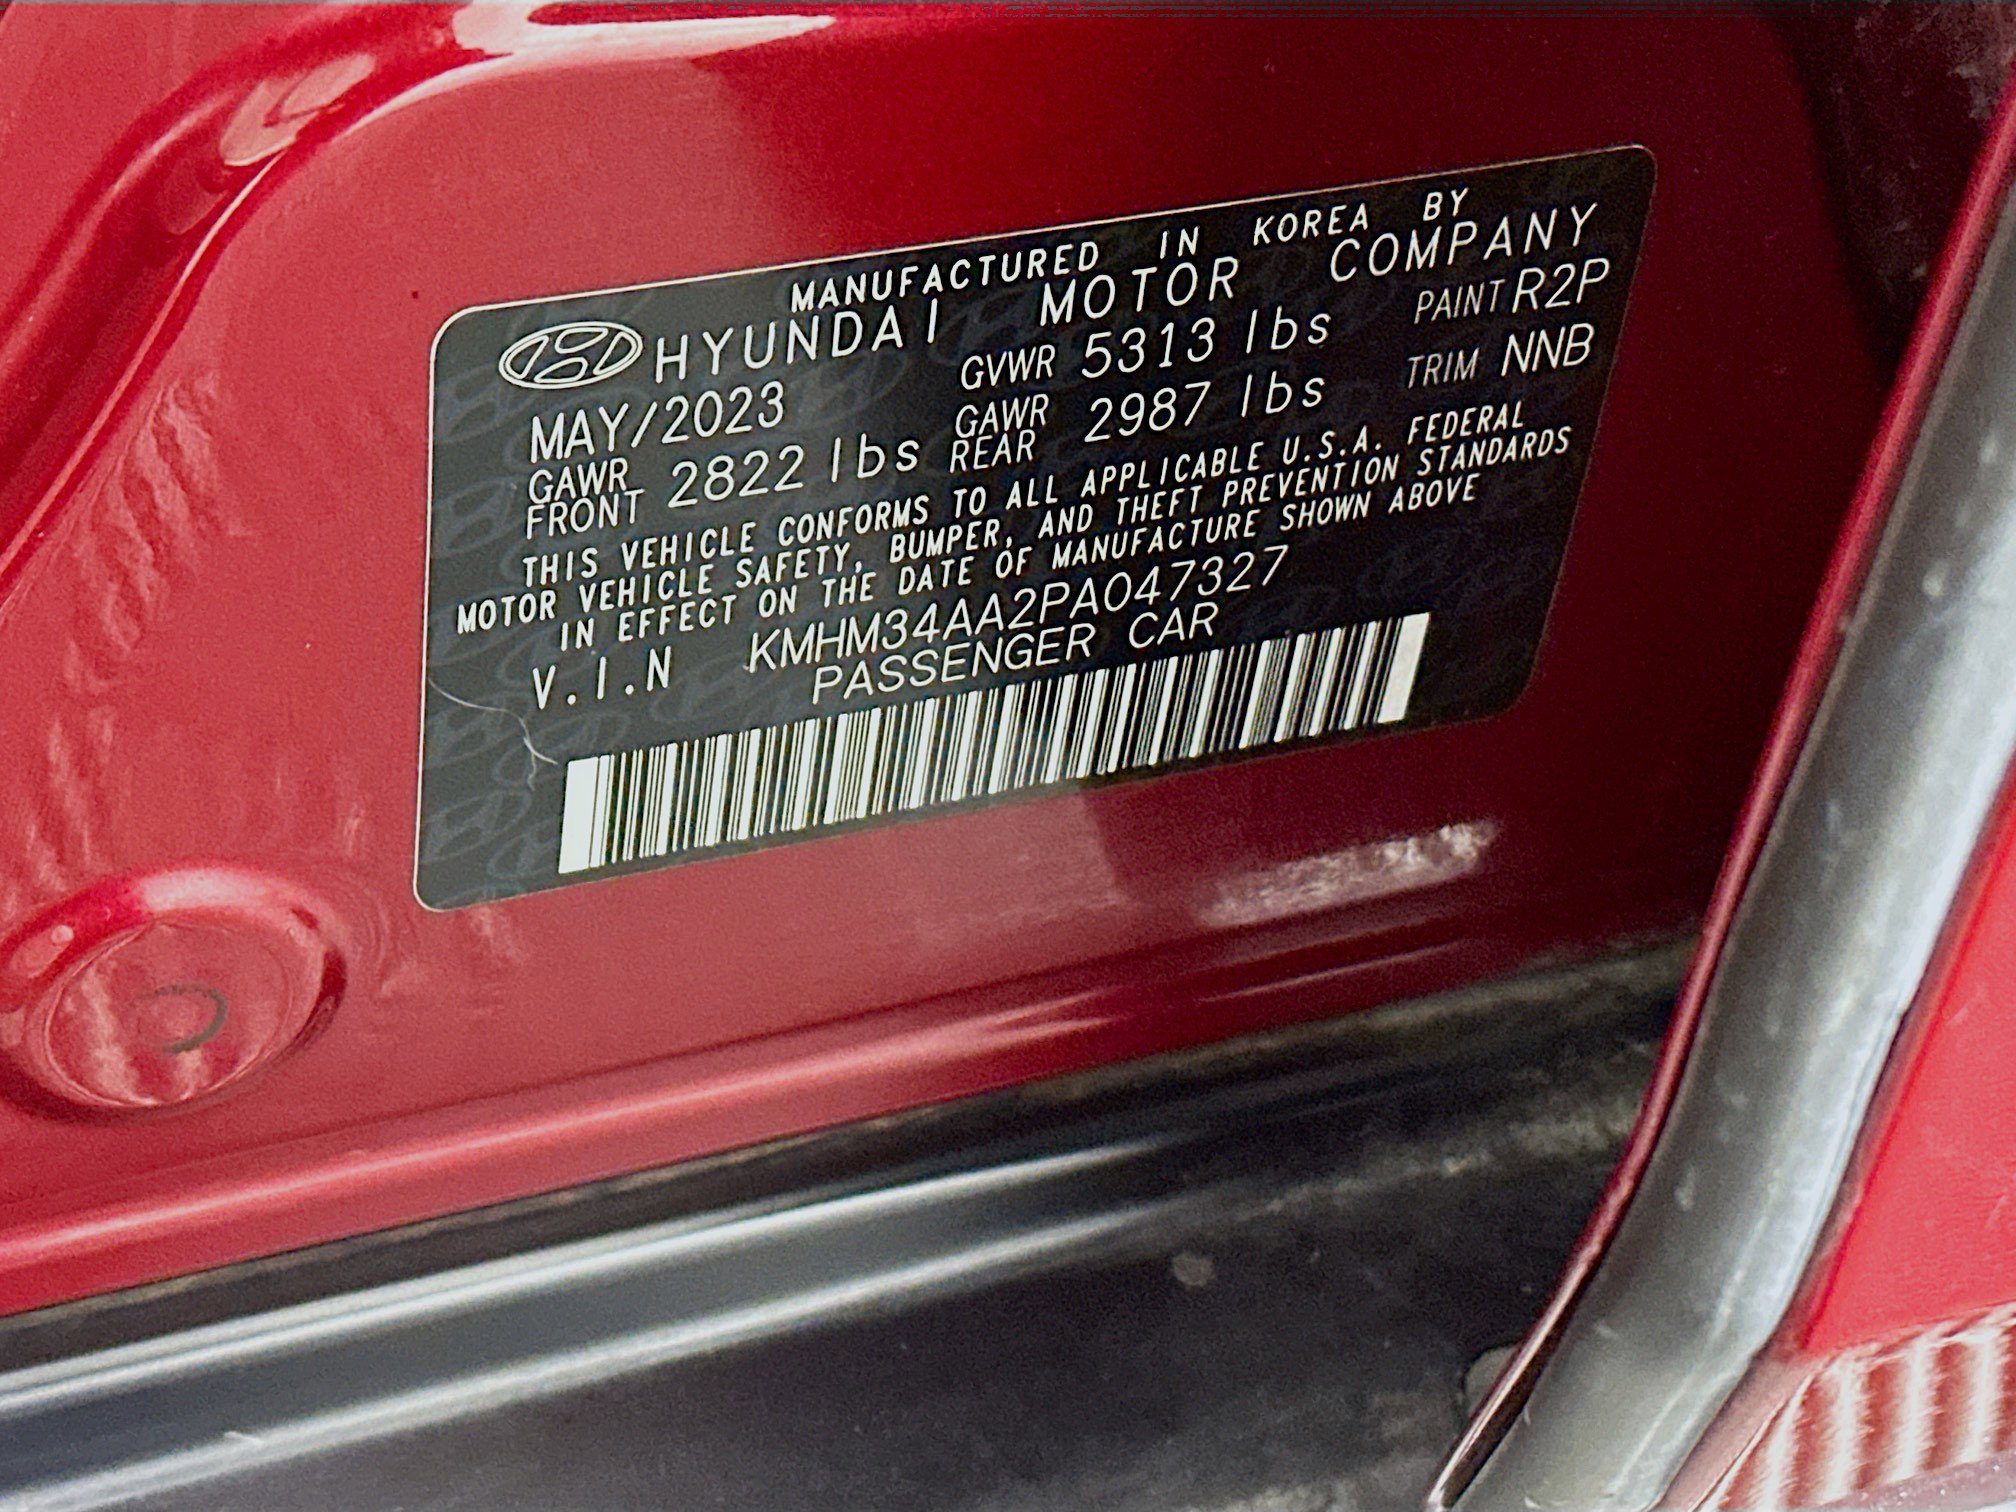 MANUFACTURED IN KOREA BY
HYUNDAI MOTOR COMPANY
MAY/2023 GVWR 5313 lbs PAINT R2P
GAWR FRONT 2822 lbs GAWR REAR 2987 lbs TRIM NNB
THIS VEHICLE CONFORMS TO ALL APPLICABLE U.S.A. FEDERAL
MOTOR VEHICLE SAFETY, BUMPER, AND THEFT PREVENTION STANDARDS
IN EFFECT ON THE DATE OF MANUFACTURE SHOWN ABOVE
V.I.N KMHM34AA2PA047327
PASSENGER CAR